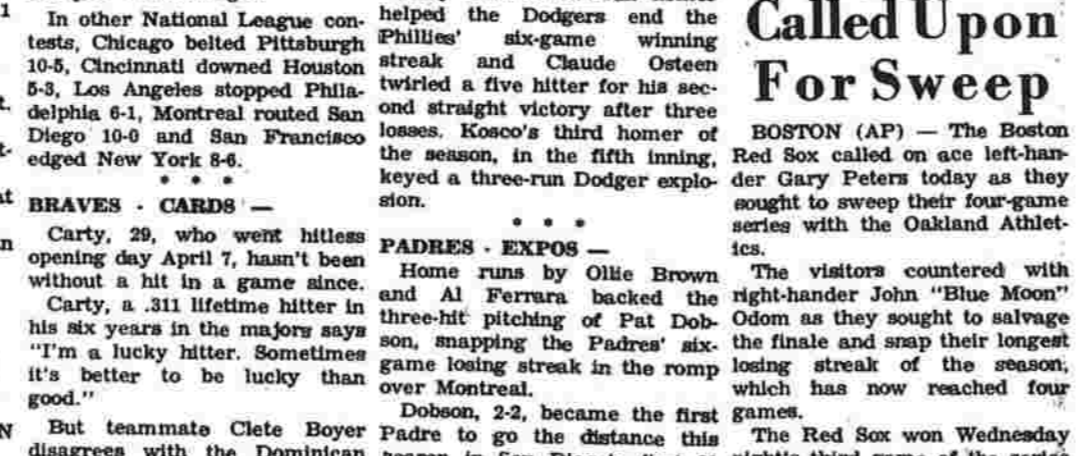 In other National League con-
tests, Chicago belted Pittsburgh
10-5, Cincinnati downed Houston
5-3, Los Angeles stopped Phila-
delphia 6-1, Montreal routed San
Diego 10-0 and San Francisco
edged New York 8-6.
* * *
BRAVES - CARDS —
Carty, 29, who went hitless
opening day April 7, hasn't been
without a hit in a game since.
Carty, a .311 lifetime hitter in
his six years in the majors says
"I'm a lucky hitter. Sometimes
it's better to be lucky than
good."
But teammate Clete Boyer
disagrees with the Dominican
helped the Dodgers end the
Phillies' six-game winning
streak and Claude Osteen
twirled a five hitter for his sec-
ond straight victory after three
losses. Kosco's third homer of
the season, in the fifth inning,
keyed a three-run Dodger explo-
sion.
* * *
PADRES - EXPOS —
Home runs by Ollie Brown
and Al Ferrara backed the
three-hit pitching of Pat Dob-
son, snapping the Padres' six-
game losing streak in the romp
over Montreal.
Dobson, 2-2, became the first
Padre to go the distance this
Called Upon
For Sweep
BOSTON (AP) — The Boston
Red Sox called on ace left-han-
der Gary Peters today as they
sought to sweep their four-game
series with the Oakland Athlet-
ics.
The visitors countered with
right-hander John "Blue Moon"
Odom as they sought to salvage
the finale and snap their longest
losing streak of the season,
which has now reached four
games.
The Red Sox won Wednesday